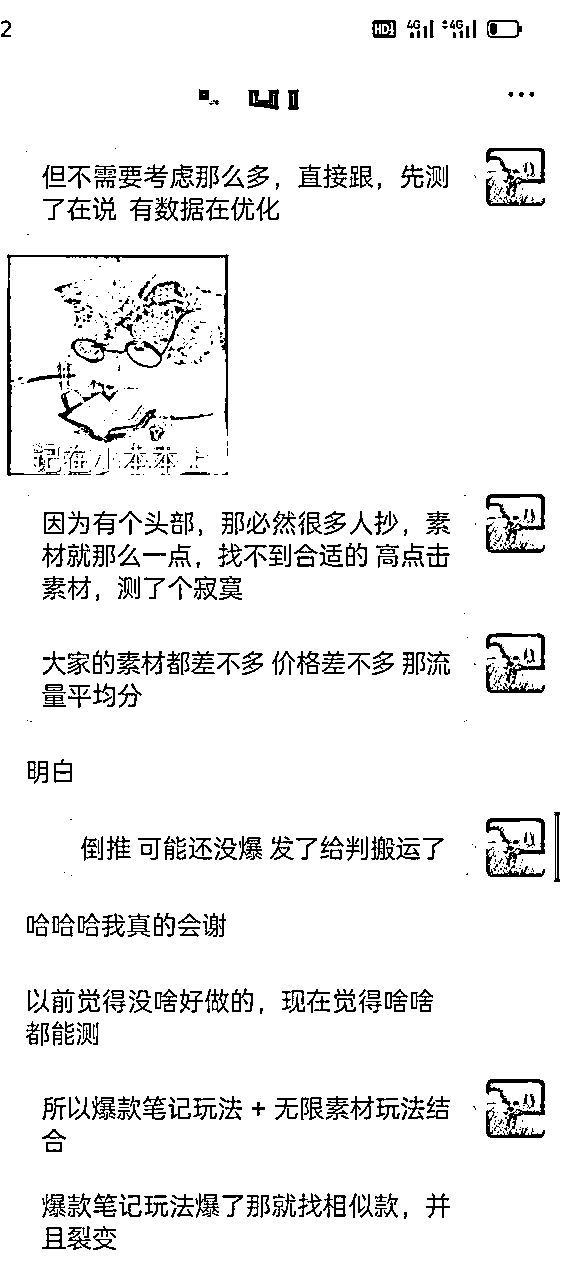 2
HD1 4G 4G
但不需要考虑那么多，直接跟，先测
了在说 有数据在优化
记在小本本上
因为有个头部，那必然很多人抄，素
材就那么一点，找不到合适的 高点击
素材，测了个寂寞
大家的素材都差不多 价格差不多 那流
量平均分
明白
倒推 可能还没爆 发了给判搬运了
哈哈哈我真的会谢
以前觉得没啥好做的，现在觉得啥啥
都能测
所以爆款笔记玩法 + 无限素材玩法结
合
爆款笔记玩法爆了那就找相似款，并
且裂变